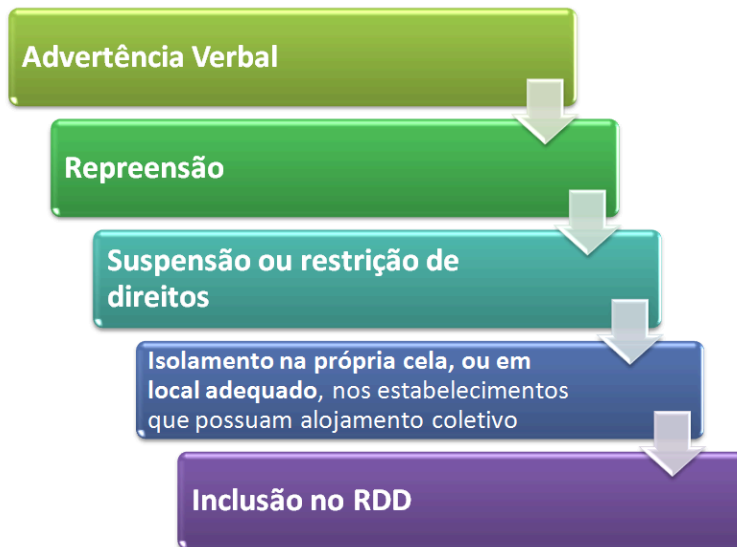 Advertência Verbal
Repreensão
Suspensão ou restrição de
direitos
Isolamento na própria cela, ou em
local adequado, nos estabelecimentos
que possuam alojamento coletivo
Inclusão no RDD